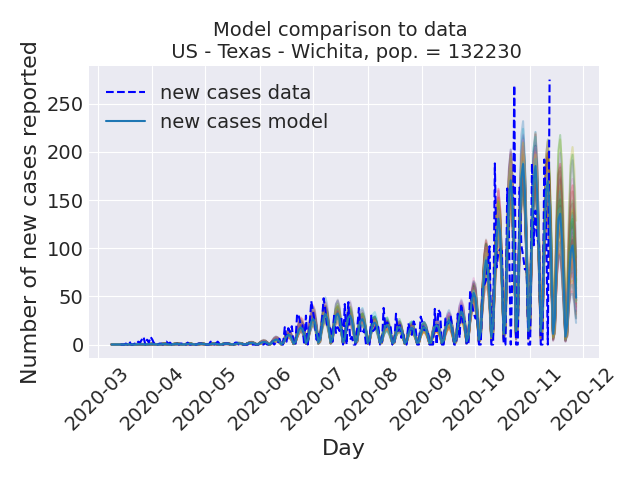 Model comparison to data
US - Texas - Wichita, pop. = 132230
Number of new cases reported
250
200
150
100
50
0
new cases data
new cases model
2020-03
2020-04
2020-05
2020-06
2020-07
2020-08
2020-09
2020-10
2020-11
2020-12
Day